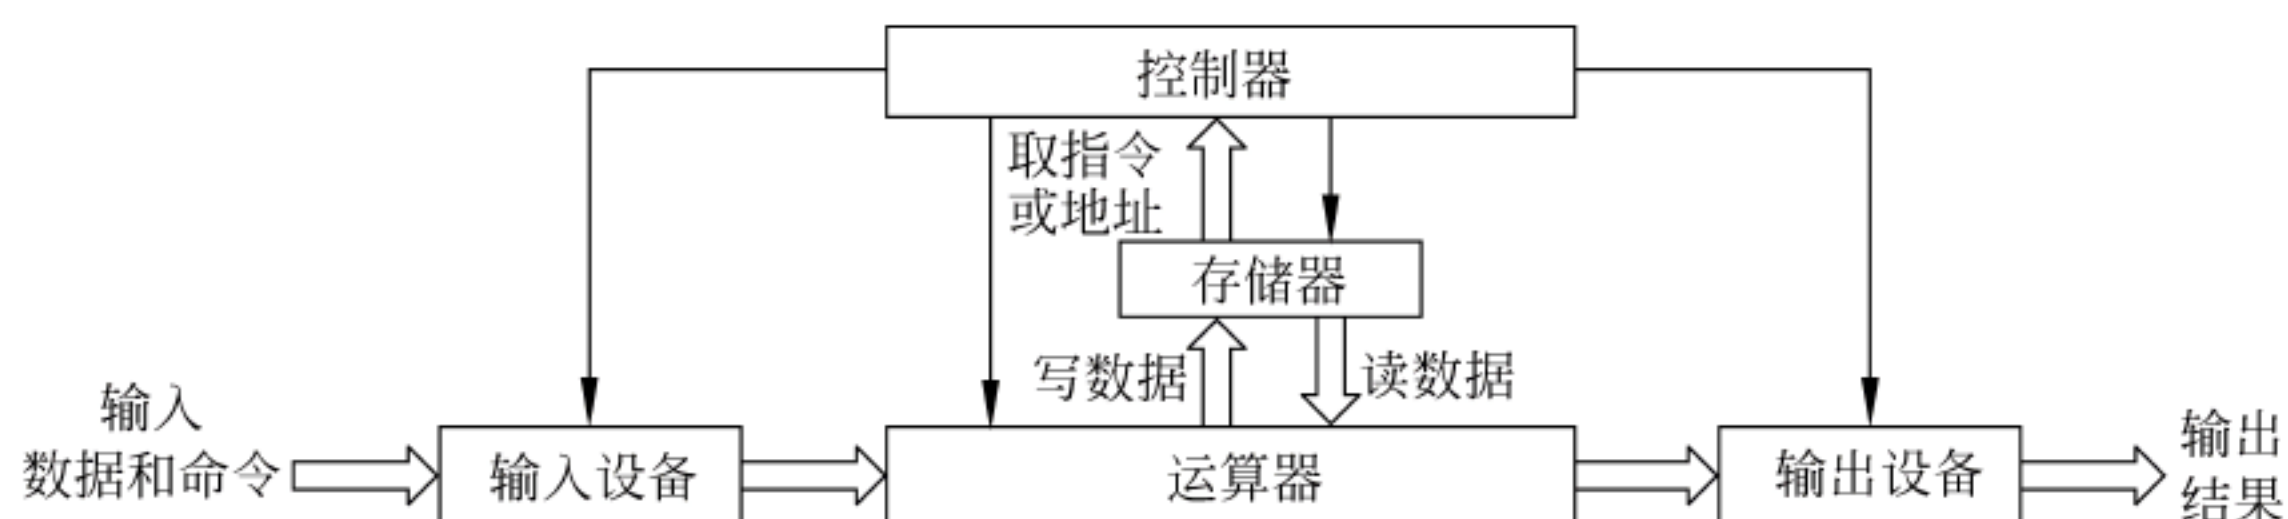 控制器
取指令
或地址
存储器
写数据
读数据
输入
数据和命令
输入设备
运算器
输出设备
输出
结果